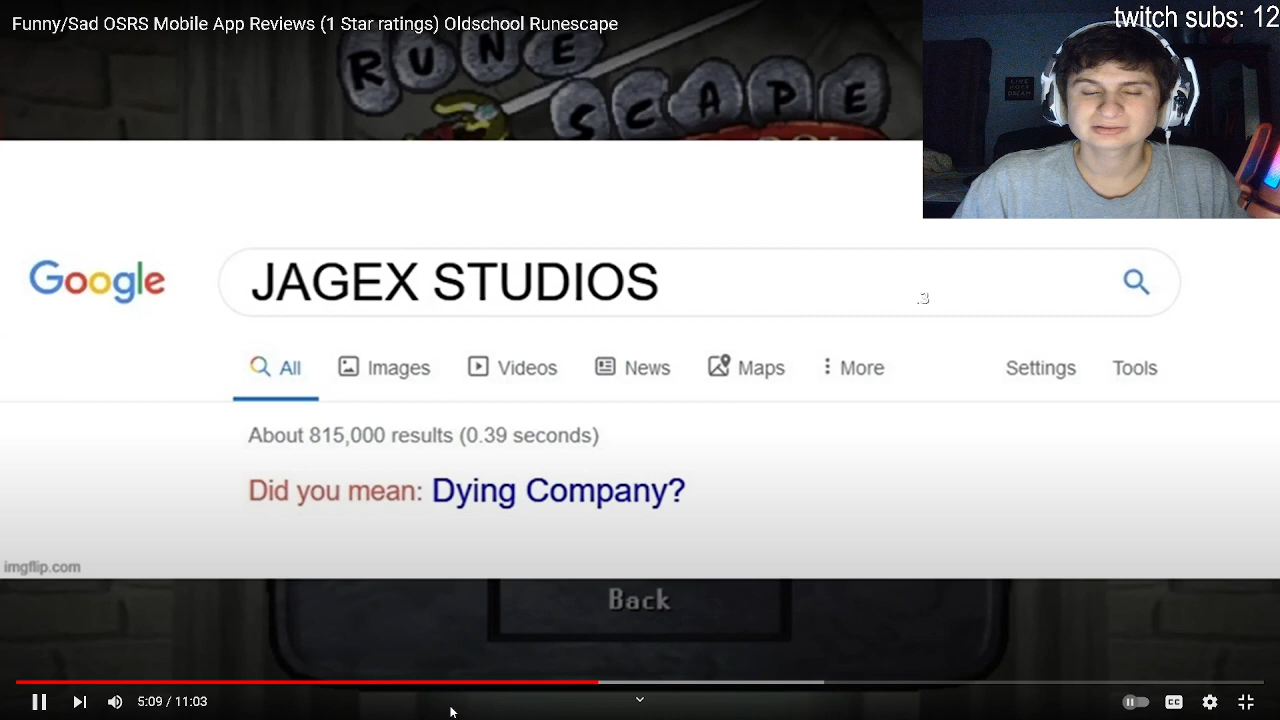 Funny/Sad OSRS Mobile App Reviews (1 Star ratings) Oldschool Runescape
twitch subs: 12
RUNE
SCAPE
Google
JAGEX STUDIOS
.3
All Images Videos News Maps More Settings Tools
About 815,000 results (0.39 seconds)
Did you mean: Dying Company?
imgflip.com
Back
5:09 / 11:03
CC